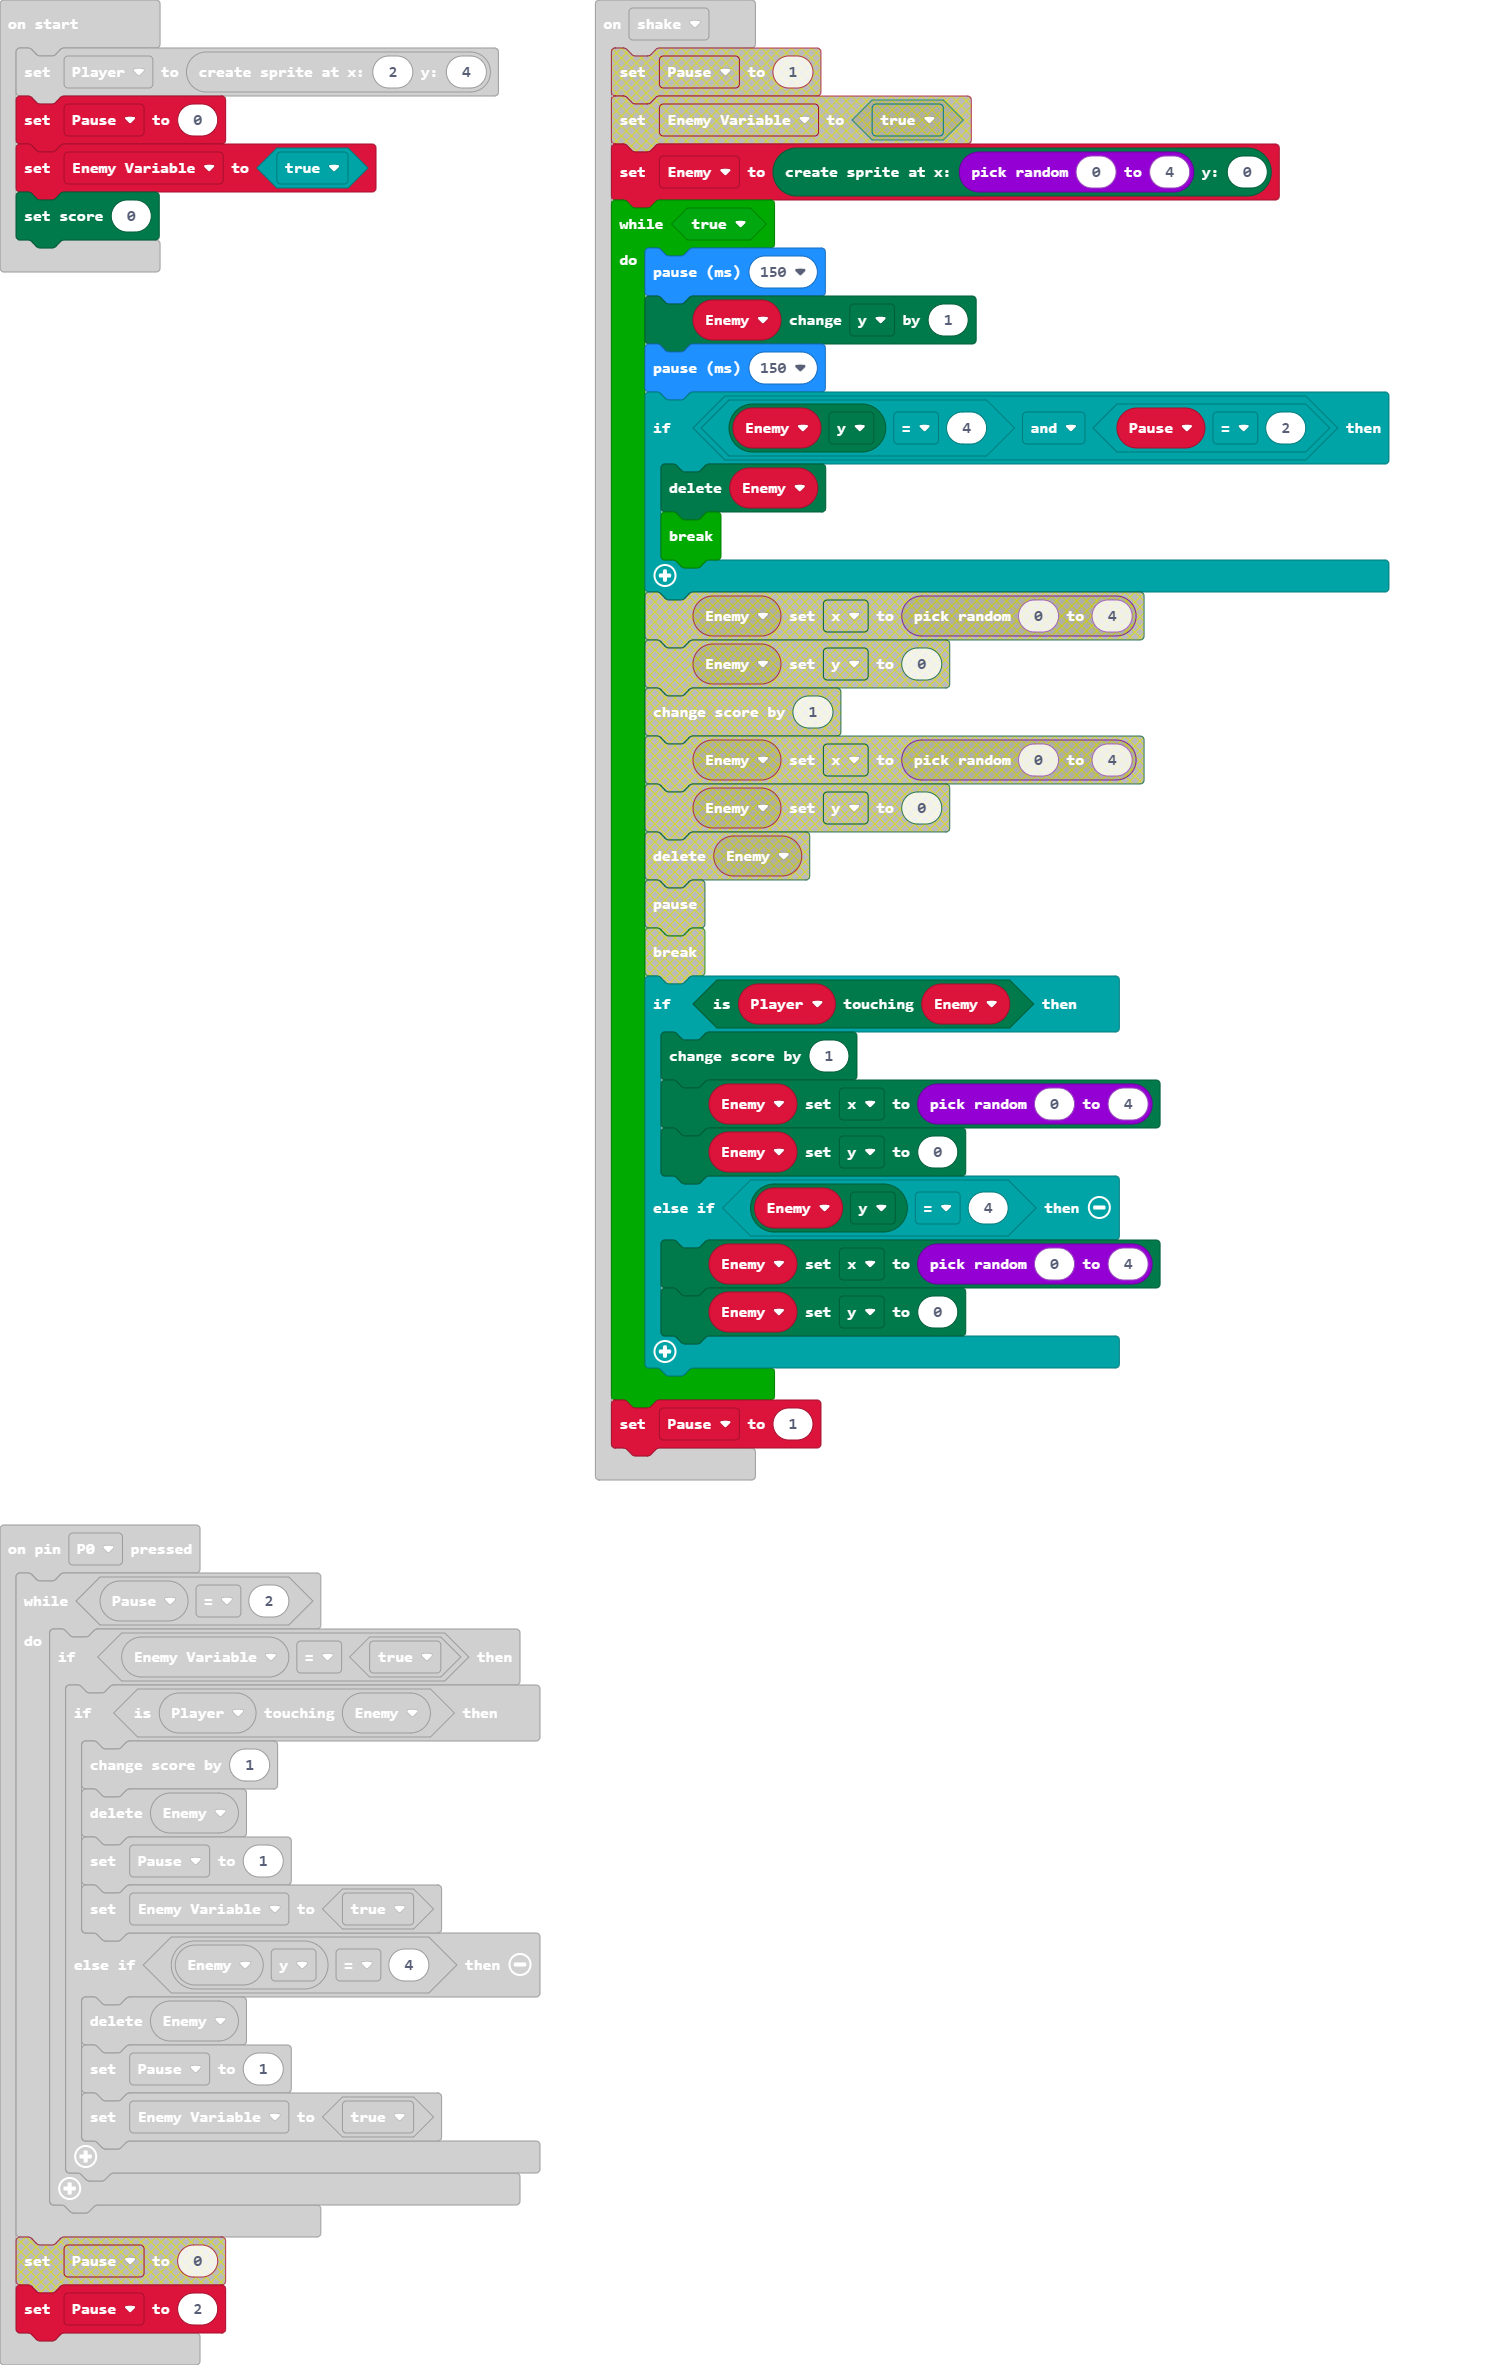 on start
set Player to create sprite at x: 2 y: 4
set Pause to 0
set Enemy Variable to true
set score 0
on shake
set Pause to 1
set Enemy Variable to true
set Enemy to create sprite at x: pick random 0 to 4 y: 0
while true
do
pause (ms) 150
Enemy change y by 1
pause (ms) 150
if Enemy y = 4 and Pause = 2 then
delete Enemy
break
Enemy set x to pick random 0 to 4
Enemy set y to 0
change score by 1
Enemy set x to pick random 0 to 4
Enemy set y to 0
delete Enemy
pause
break
if is Player touching Enemy then
change score by 1
Enemy set x to pick random 0 to 4
Enemy set y to 0
else if Enemy y = 4 then
Enemy set x to pick random 0 to 4
Enemy set y to 0
set Pause to 1
on pin P0 pressed
while Pause = 2
do
if Enemy Variable = true then
if is Player touching Enemy then
change score by 1
delete Enemy
set Pause to 1
set Enemy Variable to true
else if Enemy y = 4 then
delete Enemy
set Pause to 1
set Enemy Variable to true
set Pause to 0
set Pause to 2